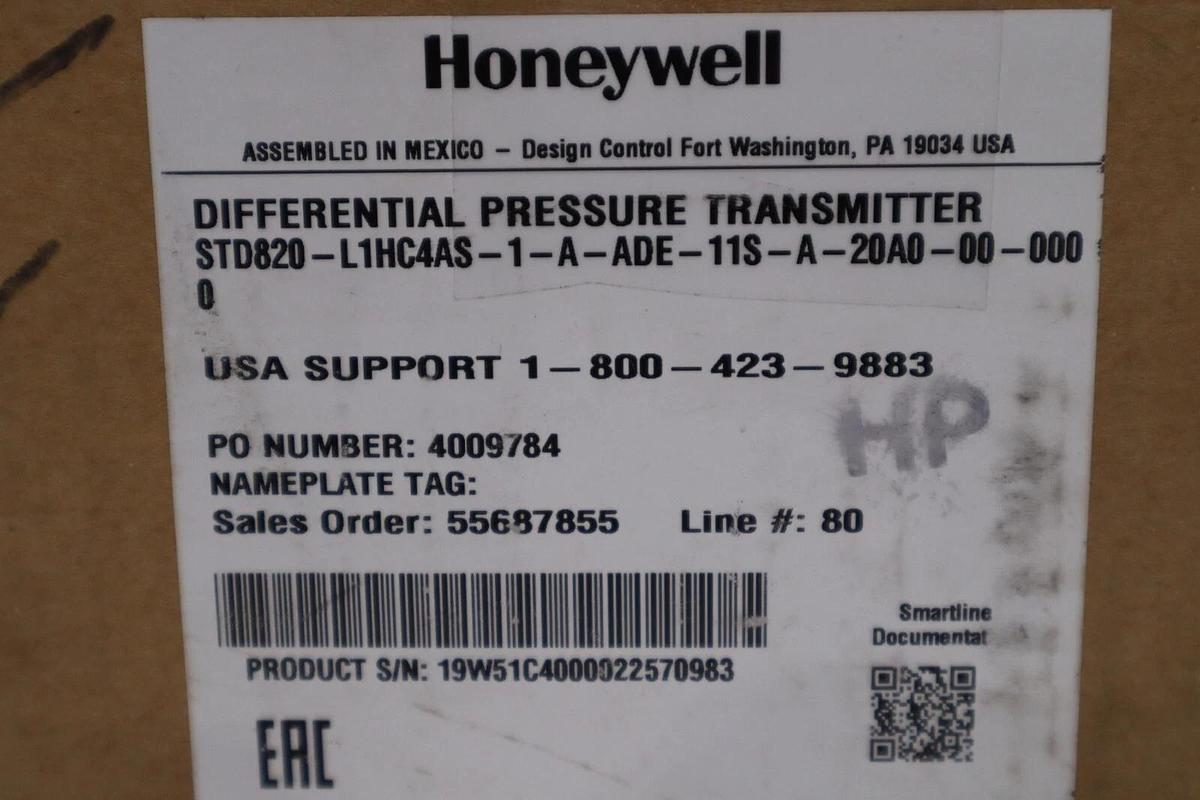 Honeywell
ASSEMBLED IN MEXICO – Design Control Fort Washington, PA 19034 USA
DIFFERENTIAL PRESSURE TRANSMITTER
STD820–L1HC4AS–1–A–ADE–11S–A–20A0–00–000
0
USA SUPPORT 1–800–423–9883
HP
PO NUMBER: 4009784
NAMEPLATE TAG:
Sales Order: 55687855 Line #: 80
Smartline
Documentat
PRODUCT S/N: 19W51C4000022570983
EAC